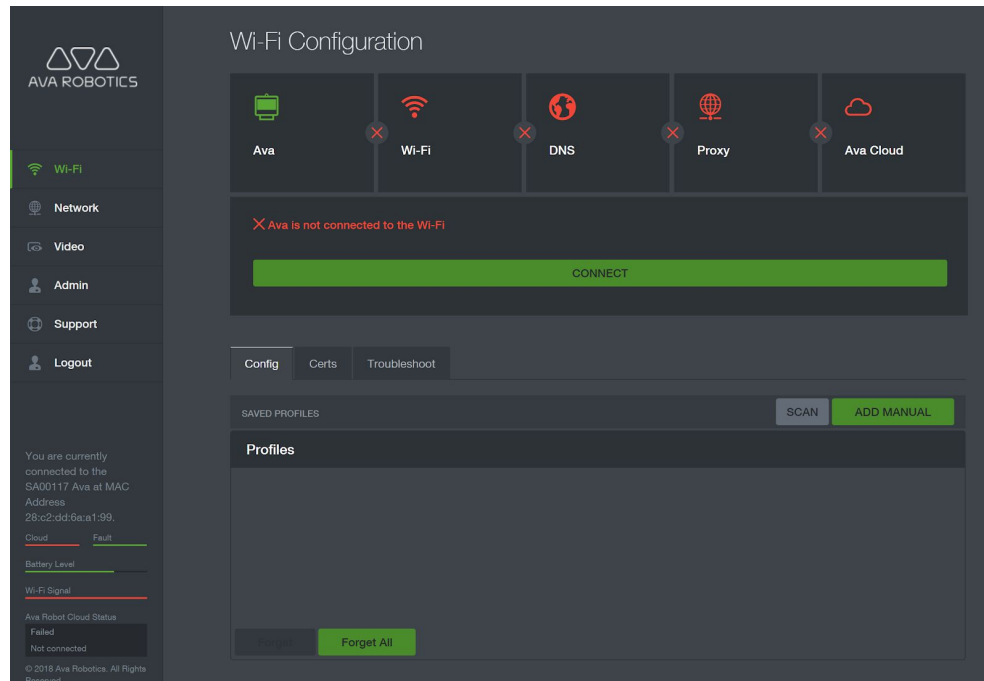 AVA ROBOTICS
Wi-Fi
Network
Video
Admin
Support
Logout
You are currently
connected to the
SA00117 Ava at MAC
Address
28:c2:dd:6a:a1:99.
Cloud Fault
Battery Level
Wi-Fi Signal
Ava Robot Cloud Status
Failed
Not connected
© 2018 Ava Robotics. All Rights
Reserved
Wi-Fi Configuration
Ava Wi-Fi DNS Proxy Ava Cloud
Ava is not connected to the Wi-Fi
CONNECT
Config Certs Troubleshoot
SAVED PROFILES SCAN ADD MANUAL
Profiles
Forget Forget All